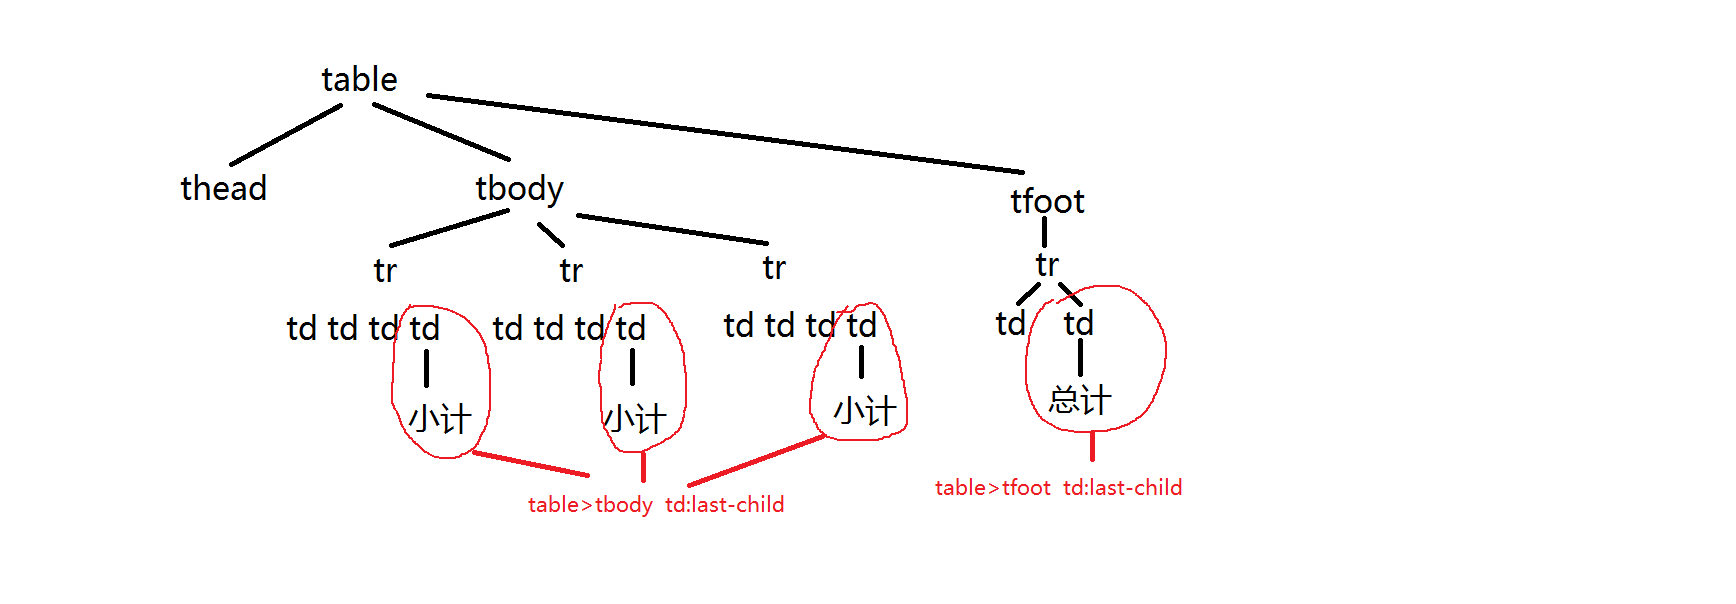 table
thead tbody tfoot
tr tr tr tr
td td td td td td td td td td td td td td
小计 小计 小计 总计
table>tbody td:last-child table>tfoot td:last-child